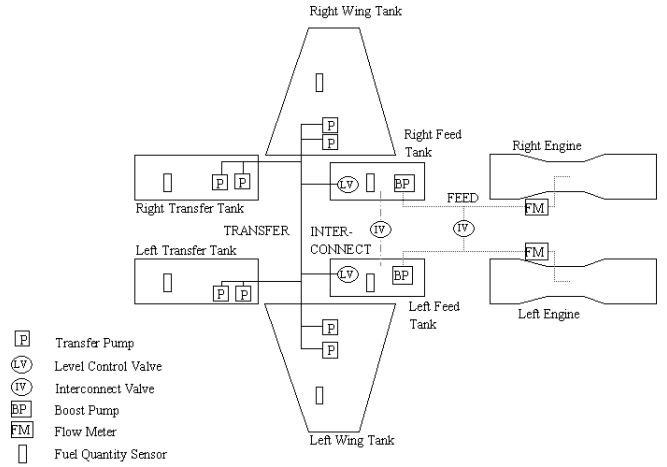 Right Wing Tank
P
P
Right Feed
Tank
Right Engine
P P
LV
BP
Right Transfer Tank
FEED
FM
TRANSFER
INTER-
CONNECT
IV
IV
Left Transfer Tank
FM
LV
BP
P P
Left Feed
Tank
Left Engine
P
P
Left Wing Tank
P Transfer Pump
LV Level Control Valve
IV Interconnect Valve
BP Boost Pump
FM Flow Meter
Fuel Quantity Sensor